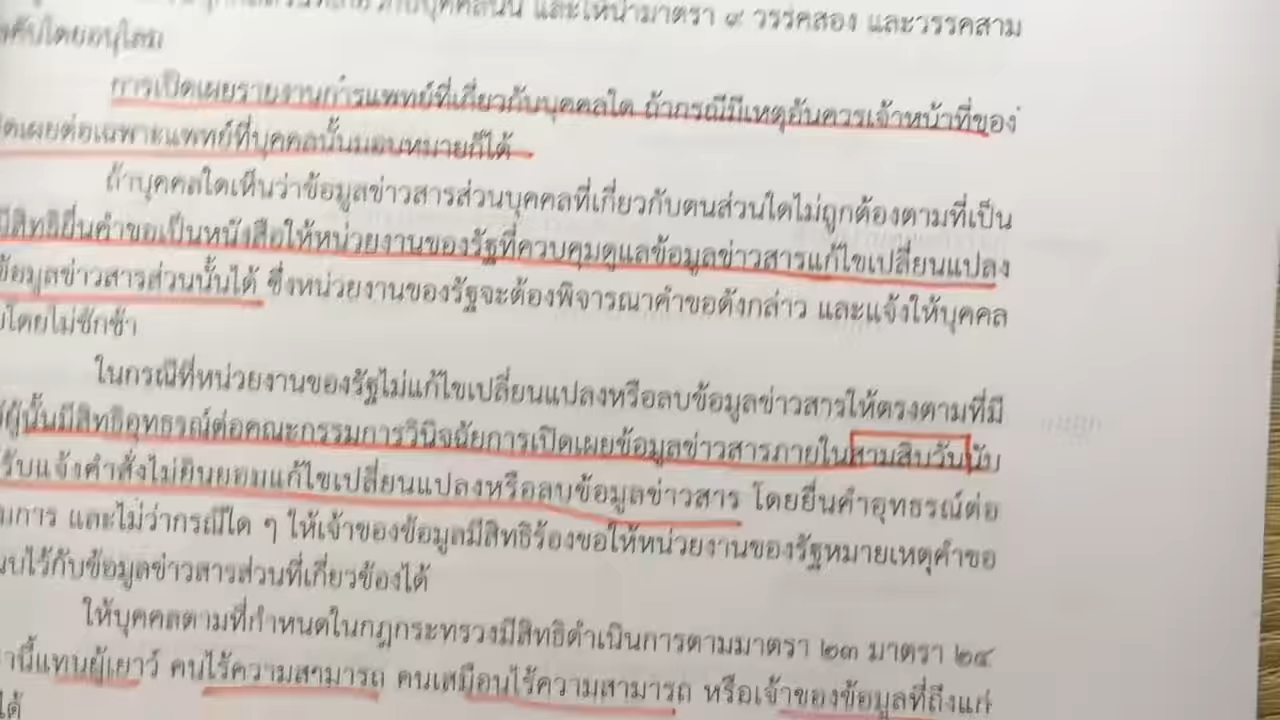 และให้นำมาตรา ๙ วรรคสอง และวรรคสาม
การเปิดเผยรายงานการแพทย์ที่เกี่ยวกับบุคคลใด ถ้ากรณีมีเหตุอันควรเจ้าหน้าที่ของ
ต่อเฉพาะแพทย์ที่บุคคลนั้นมอบหมายก็ได้
ถ้าบุคคลใดเห็นว่าข้อมูลข่าวสารส่วนบุคคลที่เกี่ยวกับตนส่วนใดไม่ถูกต้องตามที่เป็น
มีสิทธิยื่นคำขอเป็นหนังสือให้หน่วยงานของรัฐที่ควบคุมดูแลข้อมูลข่าวสารแก้ไขเปลี่ยนแปลง
ข้อมูลข่าวสารส่วนนั้นได้ ซึ่งหน่วยงานของรัฐจะต้องพิจารณาคำขอดังกล่าว และแจ้งให้บุคคล
โดยไม่ชักช้า
ในกรณีที่หน่วยงานของรัฐไม่แก้ไขเปลี่ยนแปลงหรือลบข้อมูลข่าวสารให้ตรงตามที่มี
ผู้นั้นมีสิทธิอุทธรณ์ต่อคณะกรรมการวินิจฉัยการเปิดเผยข้อมูลข่าวสารภายในสามสิบวันนับ
รับแจ้งคำสั่งไม่ยินยอมแก้ไขเปลี่ยนแปลงหรือลบข้อมูลข่าวสาร โดยยื่นคำอุทธรณ์ต่อ
การ และไม่ว่ากรณีใด ๆ ให้เจ้าของข้อมูลมีสิทธิร้องขอให้หน่วยงานของรัฐหมายเหตุคำขอ
ไว้กับข้อมูลข่าวสารส่วนที่เกี่ยวข้องได้
ให้บุคคลตามที่กำหนดในกฎกระทรวงมีสิทธิดำเนินการตามมาตรา ๒๓ มาตรา ๒๔
นี้แทนผู้เยาว์ คนไร้ความสามารถ คนเสมือนไร้ความสามารถ หรือเจ้าของข้อมูลที่ถึงแก่
ได้